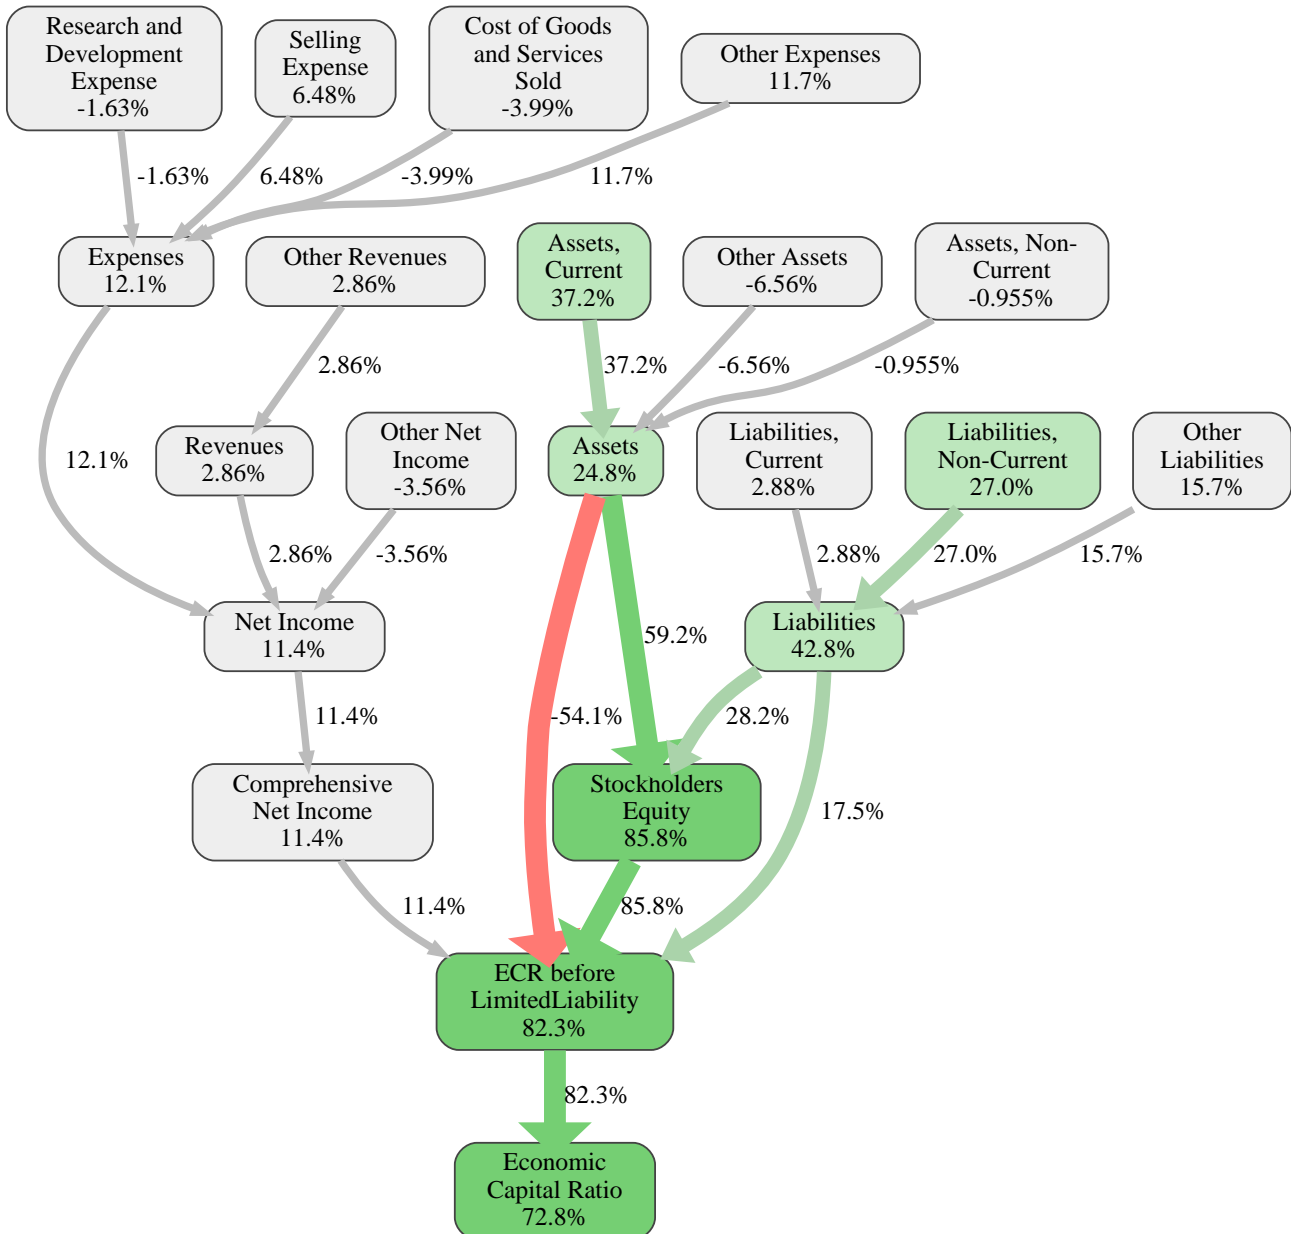 Research and
Development
Expense
-1.63%
Selling
Expense
6.48%
Cost of Goods
and Services
Sold
-3.99%
Other Expenses
11.7%
-1.63%
6.48%
-3.99%
11.7%
Expenses
12.1%
Other Revenues
2.86%
Assets,
Current
37.2%
Other Assets
-6.56%
Assets, Non-
Current
-0.955%
2.86%
37.2%
-6.56%
-0.955%
12.1%
Revenues
2.86%
Other Net
Income
-3.56%
Assets
24.8%
Liabilities,
Current
2.88%
Liabilities,
Non-Current
27.0%
Other
Liabilities
15.7%
2.86%
-3.56%
2.88%
27.0%
15.7%
Net Income
11.4%
59.2%
Liabilities
42.8%
11.4%
-54.1%
28.2%
Comprehensive
Net Income
11.4%
Stockholders
Equity
85.8%
17.5%
11.4%
85.8%
ECR before
LimitedLiability
82.3%
82.3%
Economic
Capital Ratio
72.8%